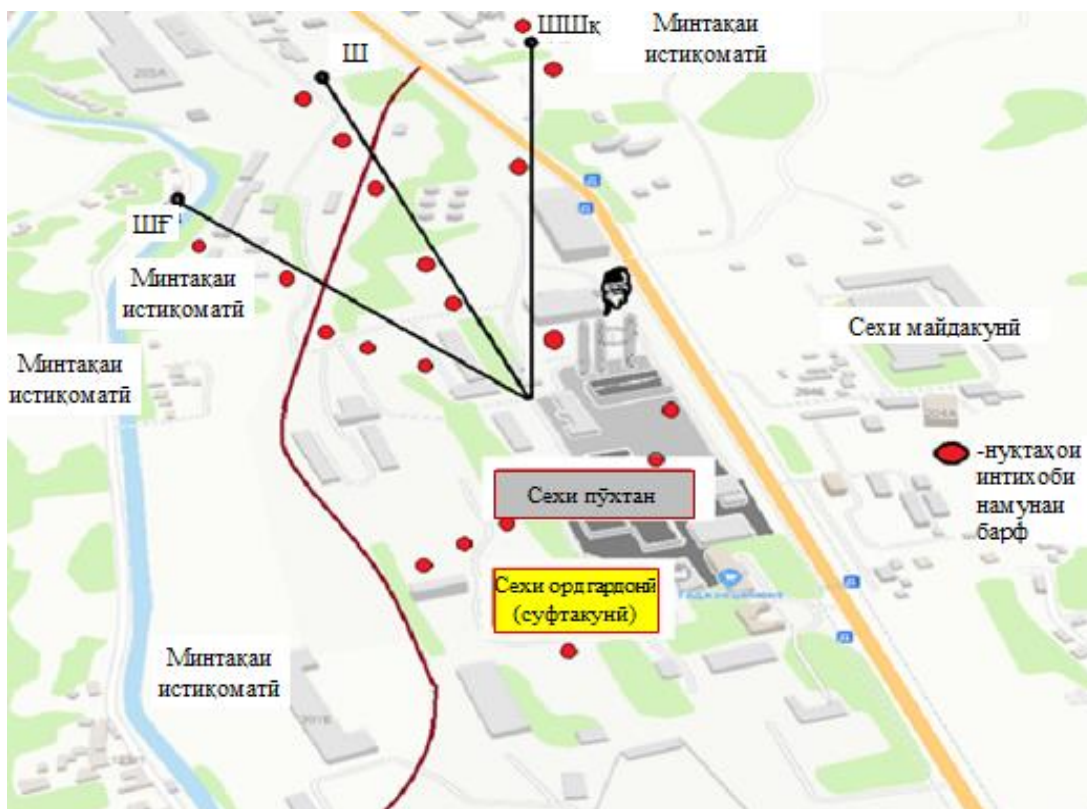 ШШқ
Минтақаи
истиқоматӣ
Ш
ШҒ
Минтақаи
истиқоматӣ
Сехи майдакунӣ
Минтақаи
истиқоматӣ
-нуқтаҳои
интихоби
намунаи
барф
204А
Сехи пӯхтан
Сехи ордгардонӣ
(суфтакунӣ)
Минтақаи
истиқоматӣ